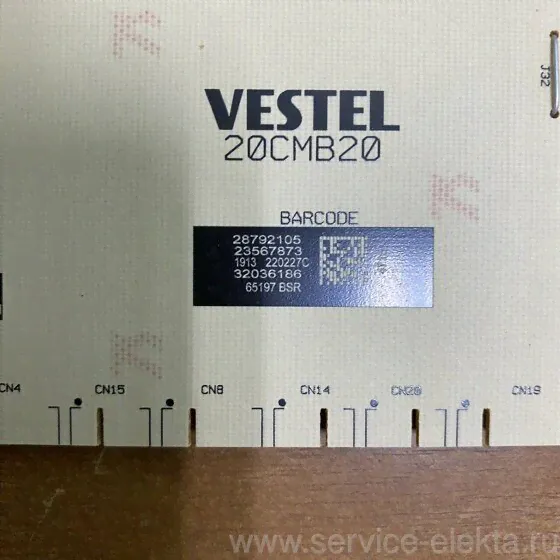 J32
VESTEL
20CMB20
BARCODE
28792105
23567873
1913 220227C
32036186
65197 BSR
CN4 CN15 CN8 CN14 CN20 CN19
www.service-elekta.ru